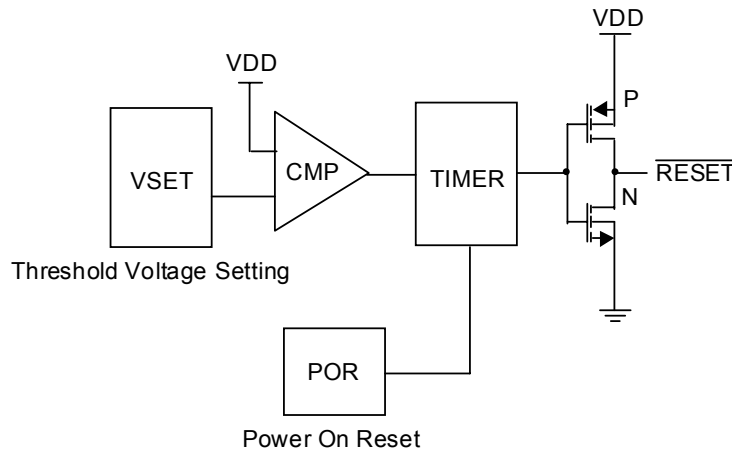 VDD
VDD
P
VSET
CMP
TIMER
RESET
N
Threshold Voltage Setting
POR
Power On Reset